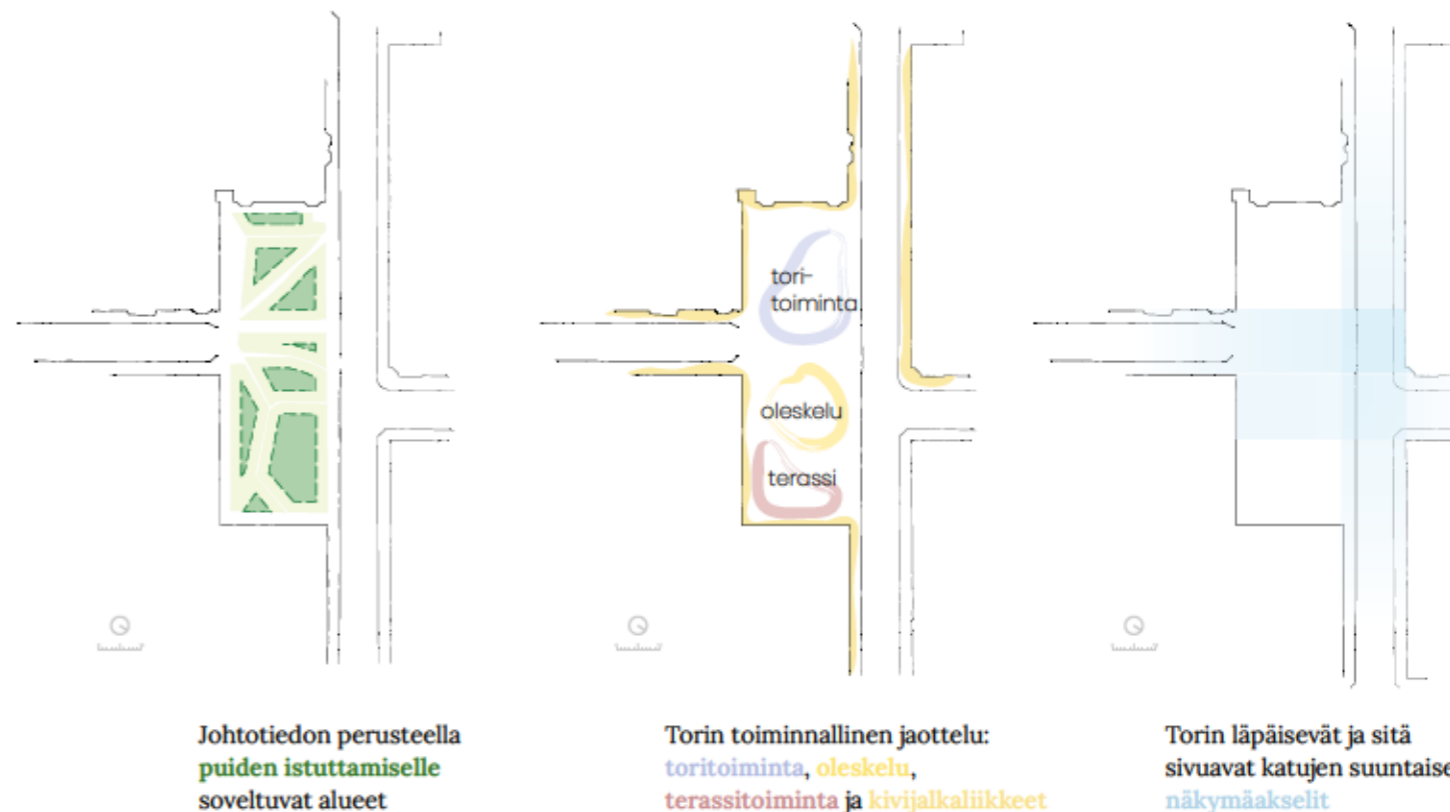 tori-
toiminta
oleskelu
terassi
Johtotiedon perusteella
puiden istuttamiselle
soveltuvat alueet
Torin toiminnallinen jaottelu:
toritoiminta, oleskelu,
terassitoiminta ja kivijalkaliikkeet
Torin läpäisevät ja sitä
sivuavat katujen suuntaise
näkymäakselit